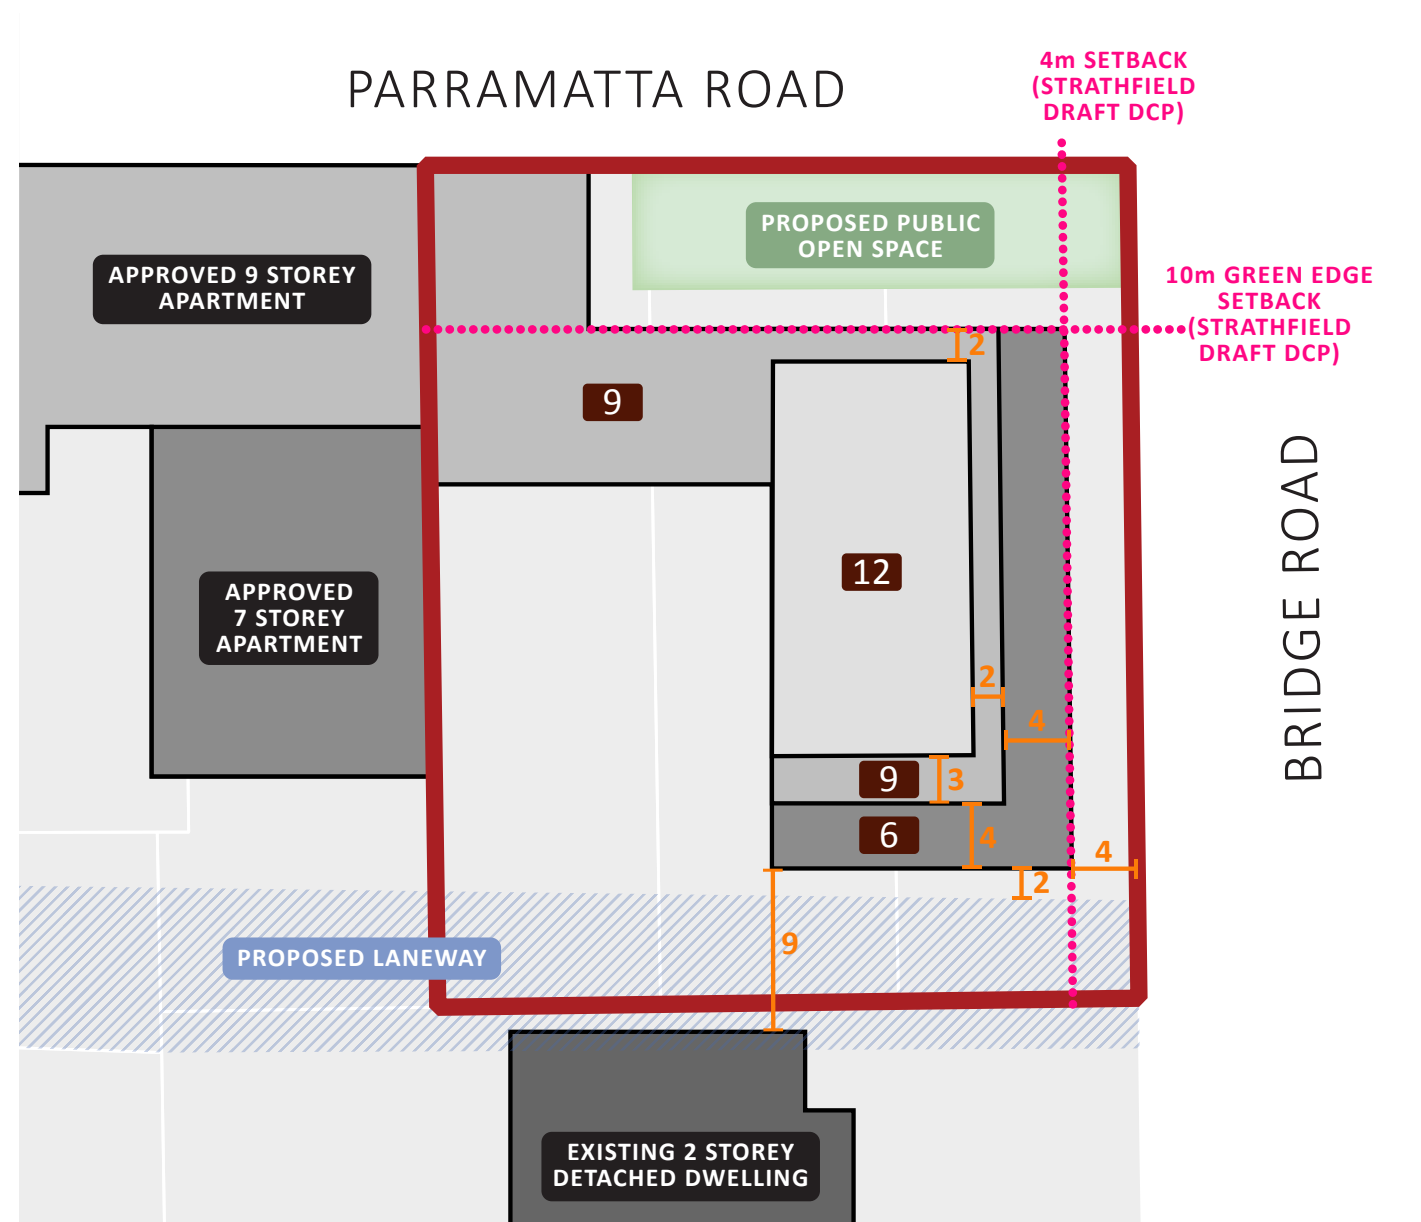 PARRAMATTA ROAD
4m SETBACK
(STRATHFIELD
DRAFT DCP)
PROPOSED PUBLIC
OPEN SPACE
APPROVED 9 STOREY
APARTMENT
10m GREEN EDGE
SETBACK
(STRATHFIELD
DRAFT DCP)
2
9
BRIDGE ROAD
12
APPROVED
7 STOREY
APARTMENT
2
4
9
3
6
4
4
2
9
PROPOSED LANEWAY
EXISTING 2 STOREY
DETACHED DWELLING